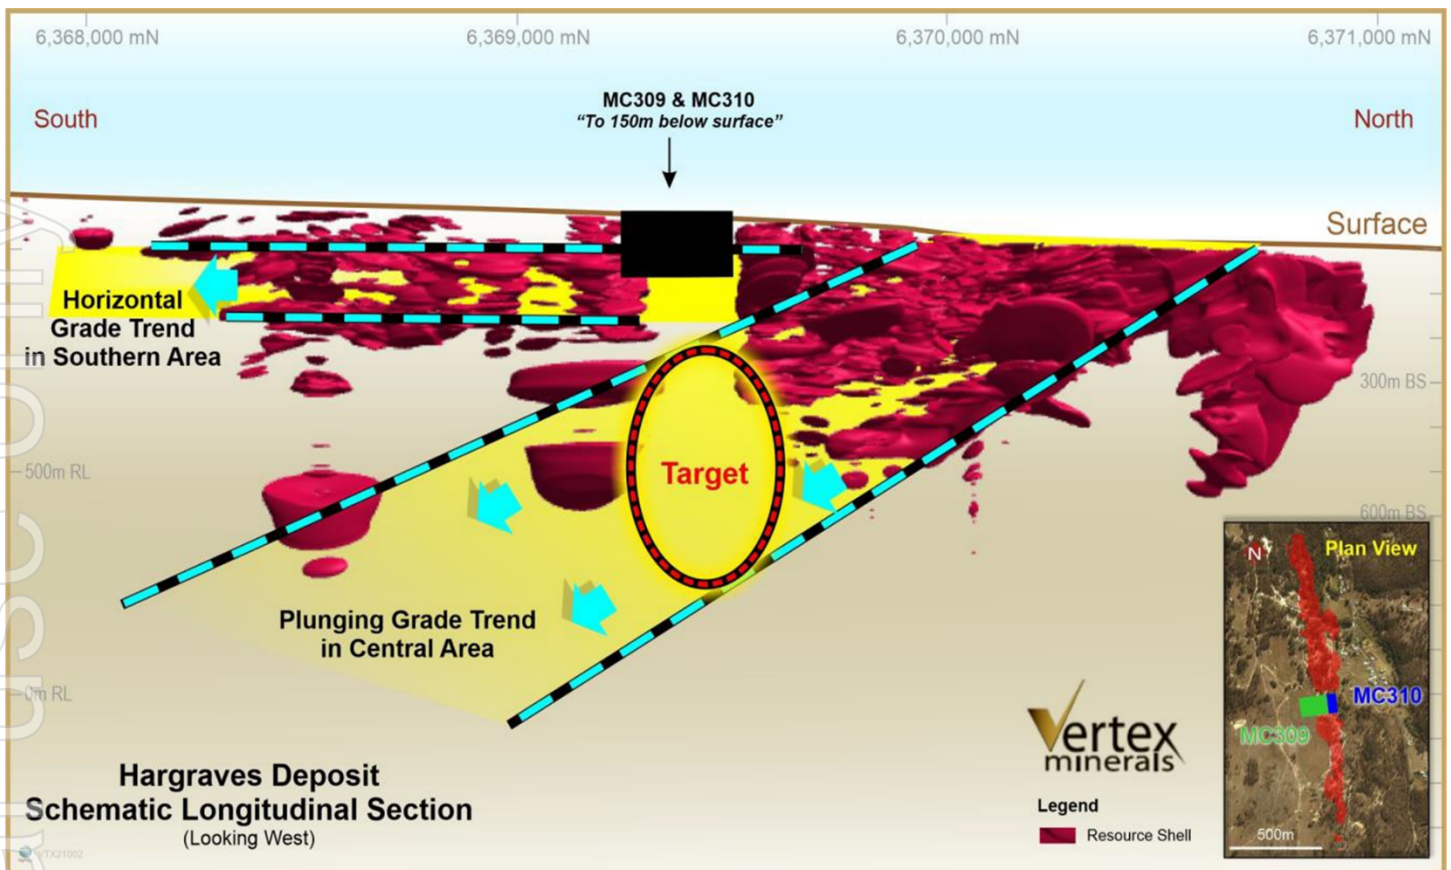 6,368,000 mN
6,369,000 mN
6,370,000 mN
6,371,000 mN
South
MC309 & MC310
"To 150m below surface"
North
Surface
Horizontal
Grade Trend
in Southern Area
300m BS
500m RL
Target
600m BS
Plunging Grade Trend
in Central Area
0m RL
Hargraves Deposit
Schematic Longitudinal Section
(Looking West)
VTX21002
Vertex
minerals
Legend
Resource Shell
N
Plan View
MC310
MC309
500m